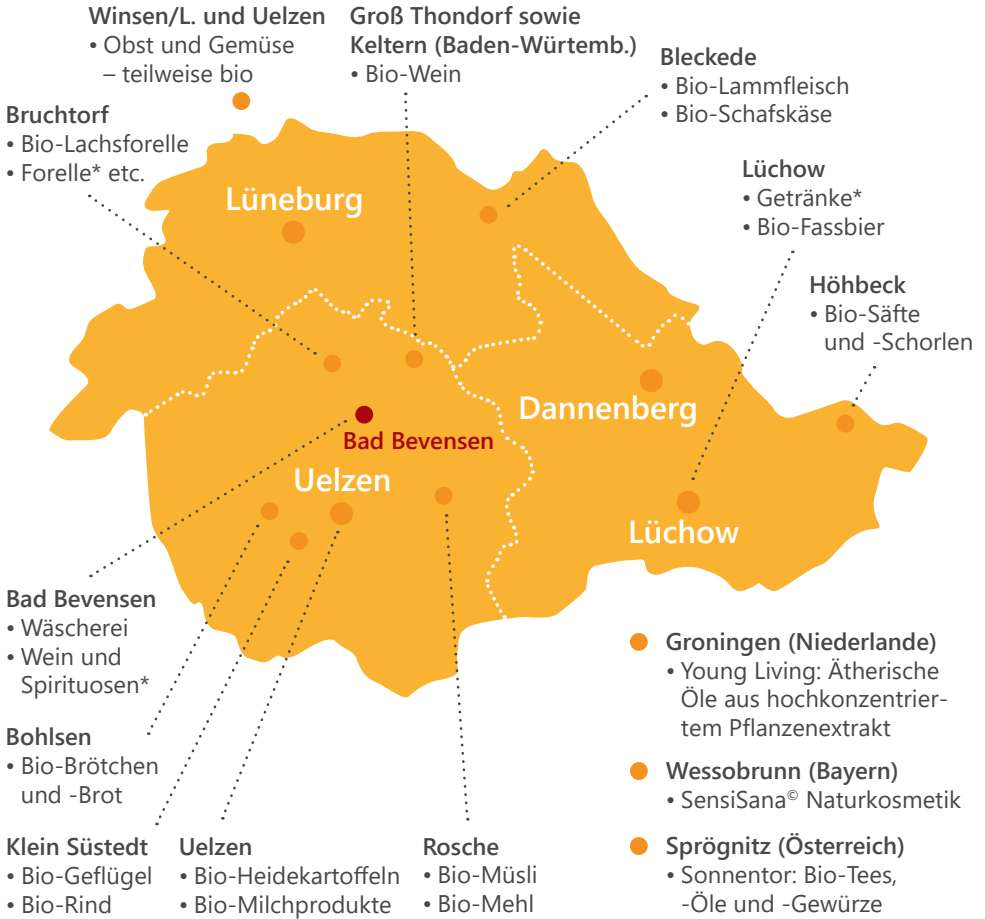 Winsen/L. und Uelzen
• Obst und Gemüse
– teilweise bio
Groß Thondorf sowie
Keltern (Baden-Würtemb.)
• Bio-Wein
Bleckede
• Bio-Lammfleisch
• Bio-Schafskäse
Bruchtorf
• Bio-Lachsforelle
• Forelle* etc.
Lüchow
• Getränke*
• Bio-Fassbier
Höhbeck
• Bio-Säfte
und -Schorlen
Lüneburg
Dannenberg
Bad Bevensen
Uelzen
Lüchow
Bad Bevensen
• Wäscherei
• Wein und
Spirituosen*
Bohlsen
• Bio-Brötchen
und -Brot
Klein Süstedt
• Bio-Geflügel
• Bio-Rind
Uelzen
• Bio-Heidekartoffeln
• Bio-Milchprodukte
Rosche
• Bio-Müsli
• Bio-Mehl
Groningen (Niederlande)
• Young Living: Ätherische
Öle aus hochkonzentrier-
tem Pflanzenextrakt
Wessobrunn (Bayern)
• SensiSana© Naturkosmetik
Sprögnitz (Österreich)
• Sonnentor: Bio-Tees,
-Öle und -Gewürze